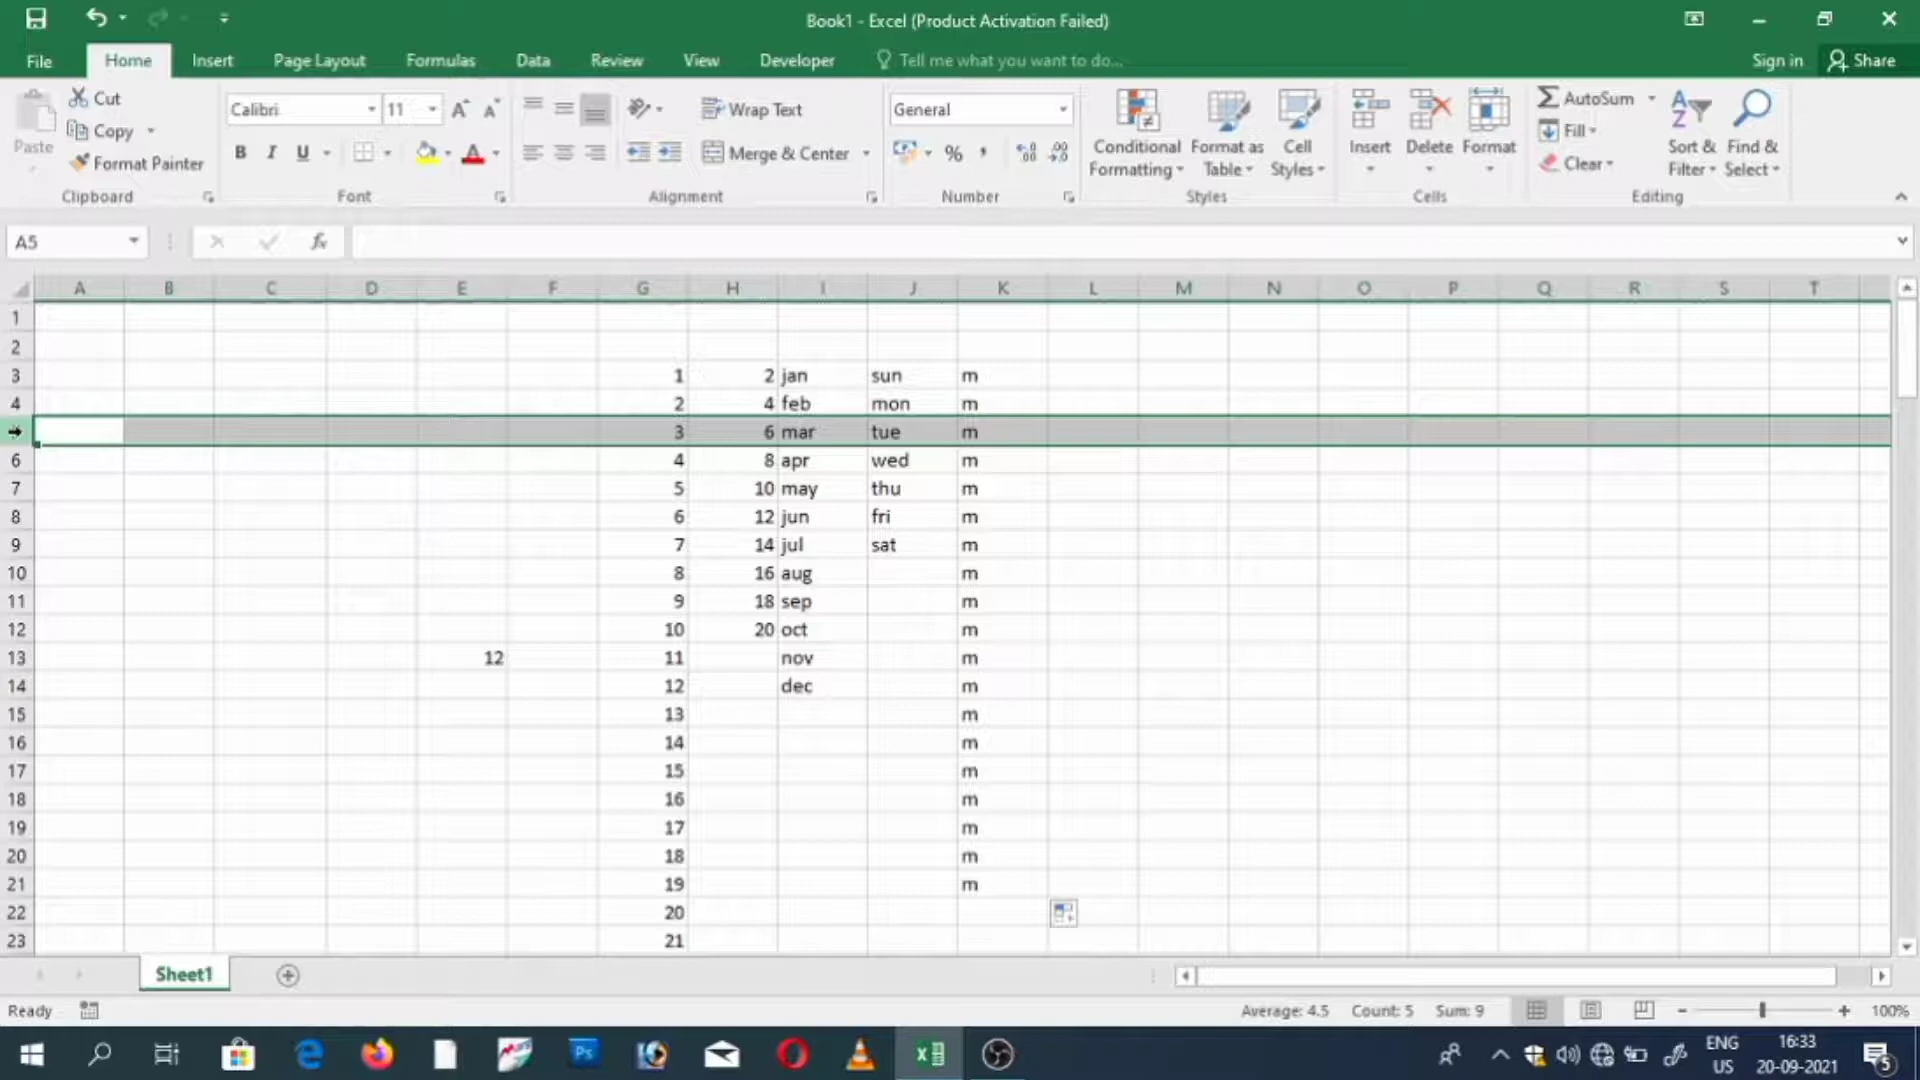 Book1 - Excel (Product Activation Failed)
File Home Insert Page Layout Formulas Data Review View Developer Tell me what you want to do... Sign in Share
Paste
Cut
Copy
Format Painter
Clipboard
Calibri 11
B I U
Font
Wrap Text
Merge & Center
Alignment
General
%
Number
Conditional Formatting
Format as Table
Cell Styles
Styles
Insert Delete Format
Cells
AutoSum
Fill
Clear
Sort & Filter
Find & Select
Editing
A5 fx
A B C D E F G H I J K L M N O P Q R S T
1
2
3 1 2 jan sun m
4 2 4 feb mon m
3 6 mar tue m
6 4 8 apr wed m
7 5 10 may thu m
8 6 12 jun fri m
9 7 14 jul sat m
10 8 16 aug m
11 9 18 sep m
12 10 20 oct m
13 12 11 nov m
14 12 dec m
15 13 m
16 14 m
17 15 m
18 16 m
19 17 m
20 18 m
21 19 m
22 20
23 21
Sheet1
Ready Average: 4.5 Count: 5 Sum: 9 100%
ENG 16:33
US 20-09-2021 5